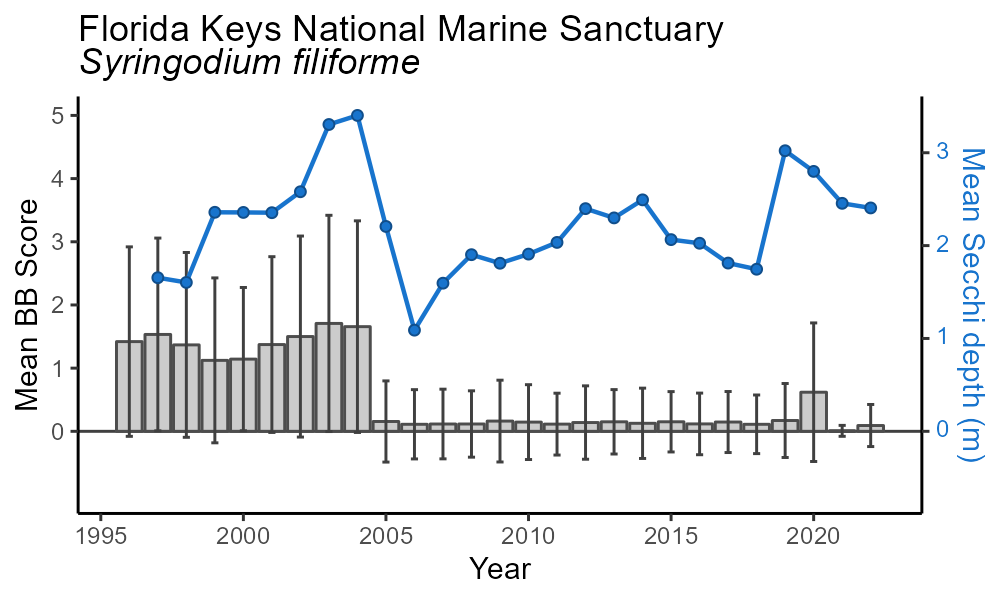 Florida Keys National Marine Sanctuary
Syringodium filiforme
Mean BB Score
5
4
3
2
1
0
3
2
1
0
Mean Secchi depth (m)
1995 2000 2005 2010 2015 2020
Year